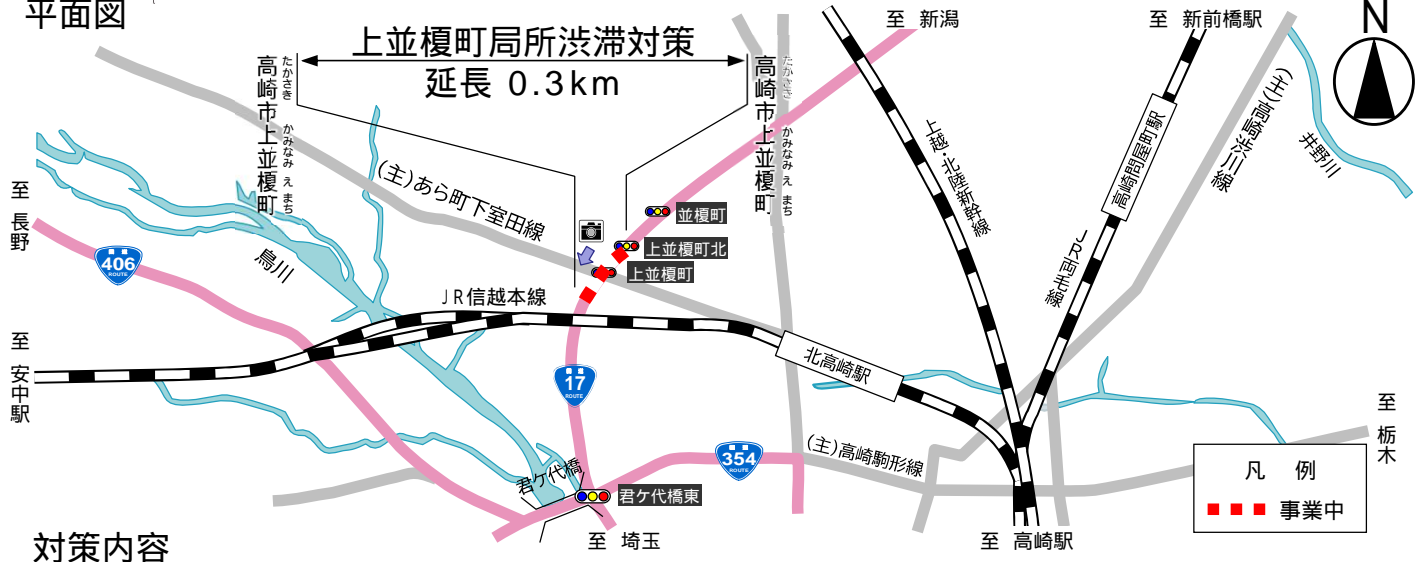 平面図
上並榎町局所渋滞対策
延長 0.3km
高崎市上並榎町
たかさき かみなみ え まち
高崎市上並榎町
たかさき かみなみ え まち
至 新潟
至 新前橋駅
N
(主)高崎渋川線
井野川
高崎問屋町駅
上越・北陸新幹線
JR両毛線
(主)あら町下室田線
並榎町
上並榎町北
上並榎町
至 長野
406
ROUTE
烏川
JR信越本線
至 安中駅
17
ROUTE
北高崎駅
至 栃木
354
ROUTE
(主)高崎駒形線
君ケ代橋
君ケ代橋東
至 埼玉
至 高崎駅
凡 例
事業中
対策内容